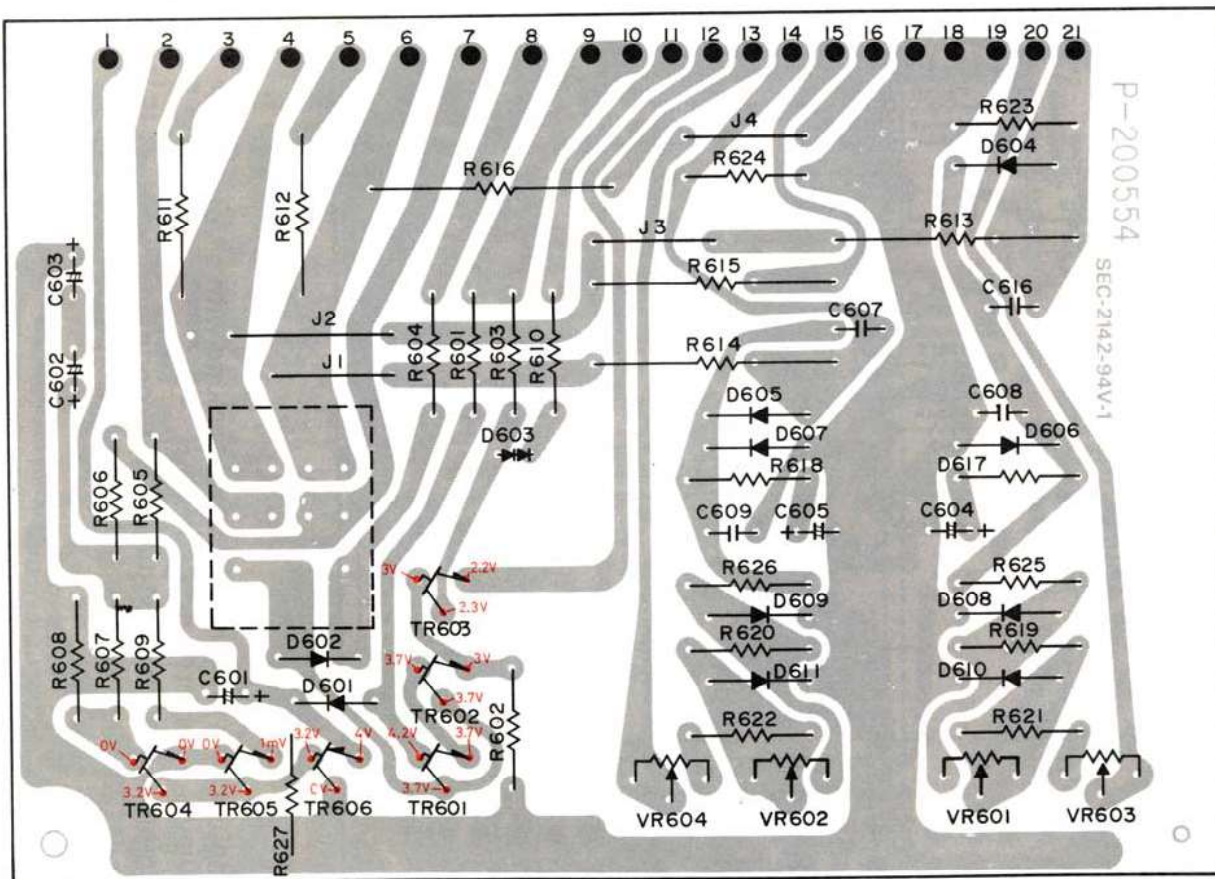 1 2 3 4 5 6 7 8 9 10 11 12 13 14 15 16 17 18 19 20 21
P-200554
SEC-2142-94V-1
R623
J4
D604
R624
R616
R611
R612
R613
J3
R615
C603
C616
J2
C607
R604
R601
R603
R610
R614
J1
C602
D605
C608
D603
D607
D606
R618
D617
R606
R605
C609
C605
C604
3V
2.2V
2.3V
TR603
R626
R625
D609
D608
R608
R607
R609
D602
R620
R619
3.7V
3V
3.7V
TR602
C601
D601
D611
D610
R602
R622
R621
0V
0V
3.2V
TR604
0V
1mV
3.2V
TR605
3.2V
4V
0V
TR606
4.2V
3.7V
3.7V
TR601
R627
VR604
VR602
VR601
VR603